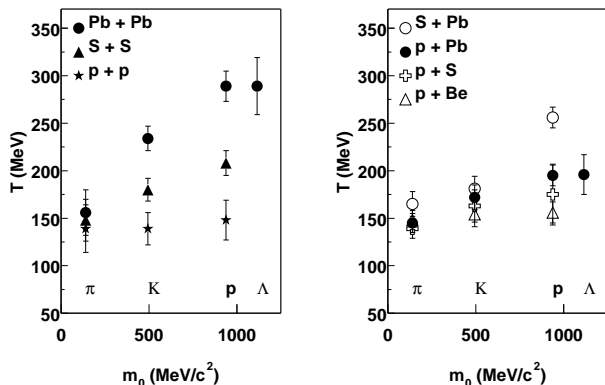 Pb + Pb
S + S
p + p
T (MeV)
350
300
250
200
150
100
50
π K p Λ
0 500 1000
m₀ (MeV/c²)
S + Pb
p + Pb
p + S
p + Be
T (MeV)
350
300
250
200
150
100
50
π K p Λ
0 500 1000
m₀ (MeV/c²)